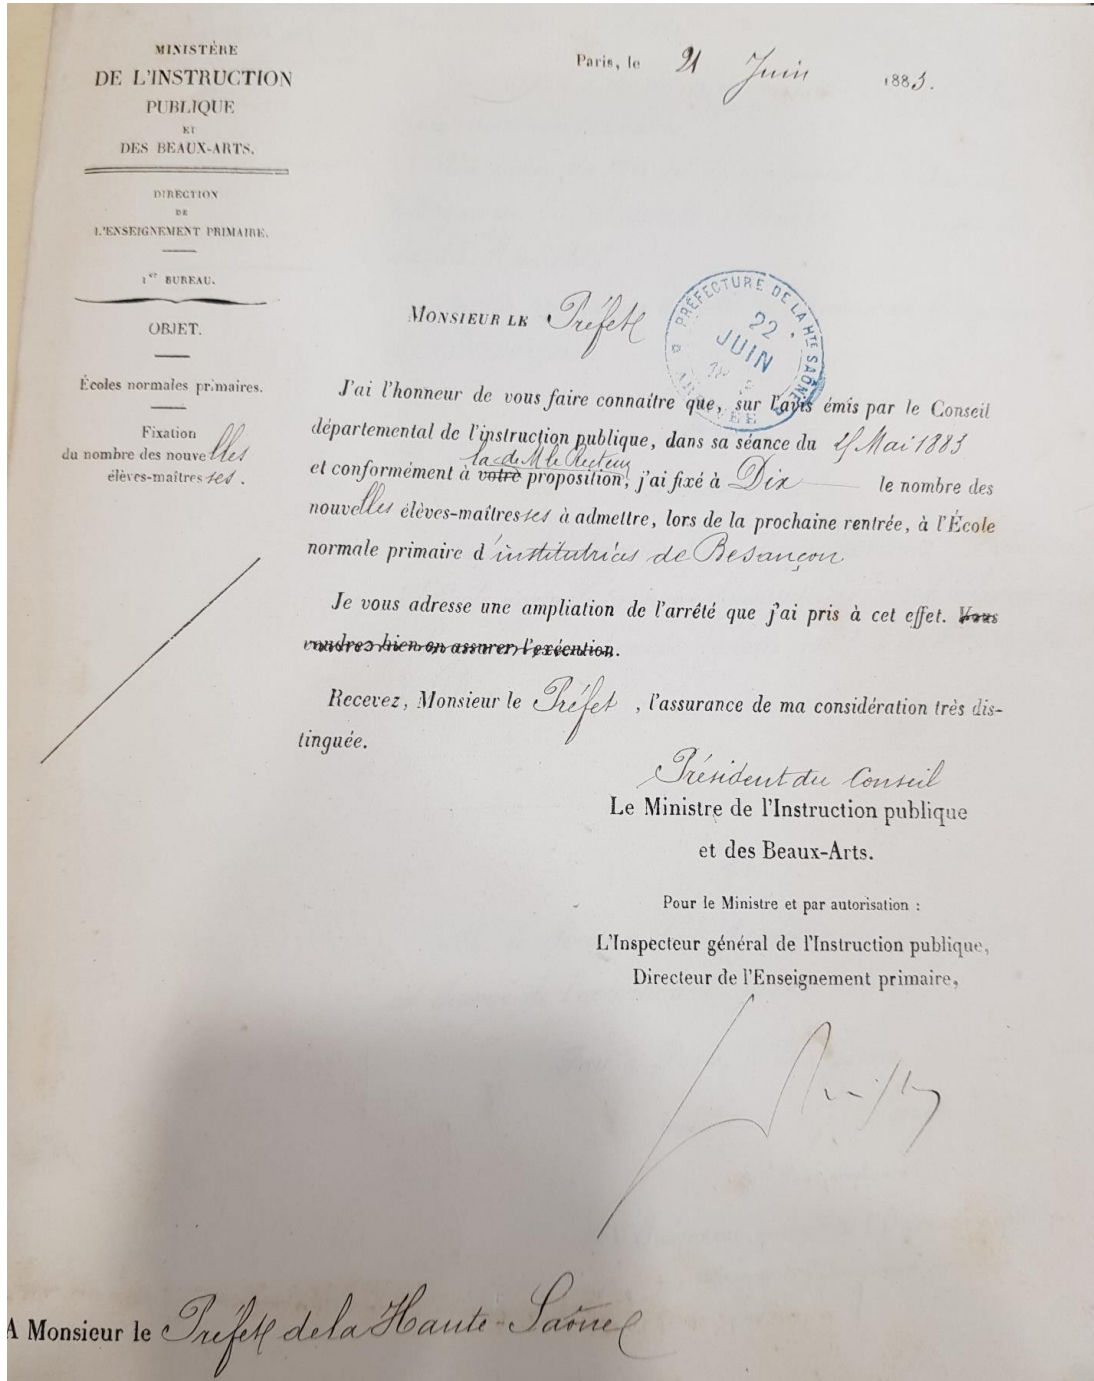 MINISTÈRE
DE L'INSTRUCTION
PUBLIQUE
ET
DES BEAUX-ARTS.
DIRECTION
DE
L'ENSEIGNEMENT PRIMAIRE.
1er BUREAU.
OBJET.
Écoles normales primaires.
Fixation
du nombre des nouvelles
élèves-maîtresses.
Paris, le 21 Juin 1883.
PRÉFECTURE DE LA HTE SAÔNE
22
JUIN
ARRIVÉE
MONSIEUR LE Préfet
J'ai l'honneur de vous faire connaître que, sur l'avis émis par le Conseil
départemental de l'instruction publique, dans sa séance du Mai 1883
la de M le Recteur
et conformément à votre proposition, j'ai fixé à Dix le nombre des
nouvelles élèves-maîtresses à admettre, lors de la prochaine rentrée, à l'École
normale primaire d'institutrices de Besançon
Je vous adresse une ampliation de l'arrêté que j'ai pris à cet effet. Vous
voudrez bien en assurer l'exécution.
Recevez, Monsieur le Préfet, l'assurance de ma considération très dis-
tinguée.
Président du Conseil
Le Ministre de l'Instruction publique
et des Beaux-Arts.
Pour le Ministre et par autorisation :
L'Inspecteur général de l'Instruction publique,
Directeur de l'Enseignement primaire,
A Monsieur le Préfet de la Haute-Saône